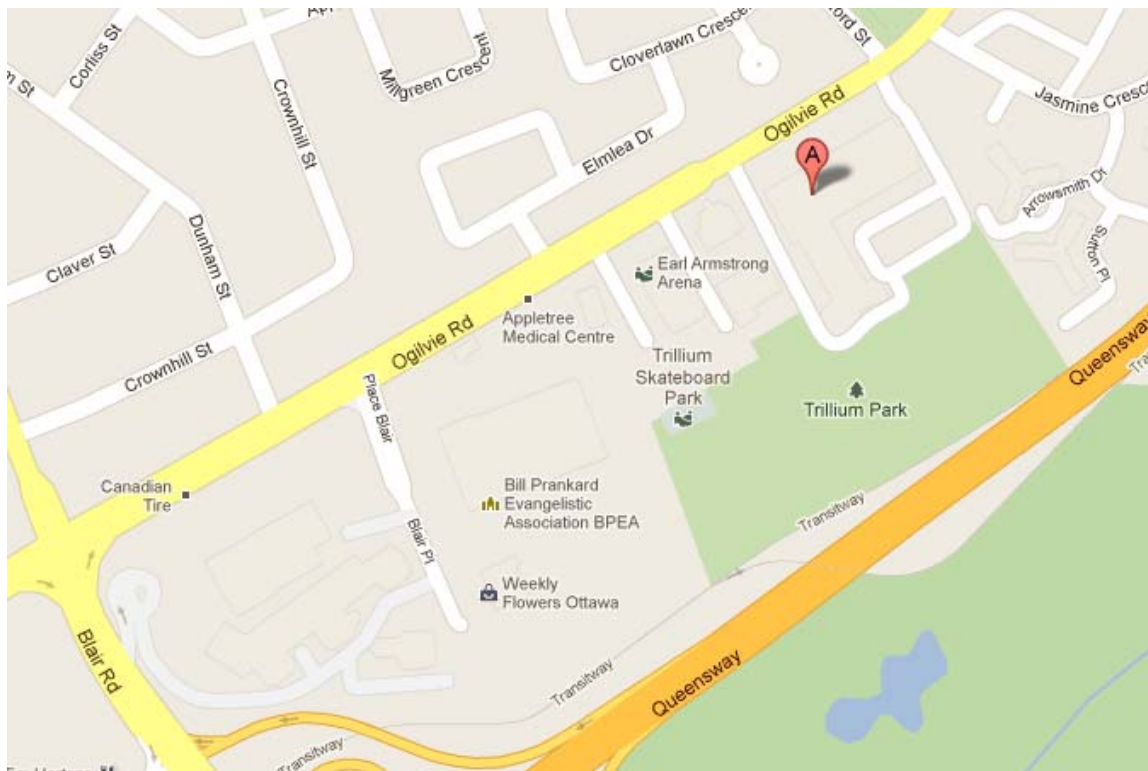 Corliss St
Crownhill St
Millgreen Crescent
Cloverlawn Crescent
Ogilvie Rd
Jasmine Cresc
Elmlea Dr
A
Arrowsmith Dr
Sutton Pl
Dunham St
Claver St
Earl Armstrong
Arena
Appletree
Medical Centre
Ogilvie Rd
Crownhill St
Trillium
Skateboard
Park
Trillium Park
Queensway
Place Blair
Canadian
Tire
Bill Prankard
Evangelistic
Association BPEA
Transitway
Blair Pl
Weekly
Flowers Ottawa
Blair Rd
Queensway
Transitway
Transitway